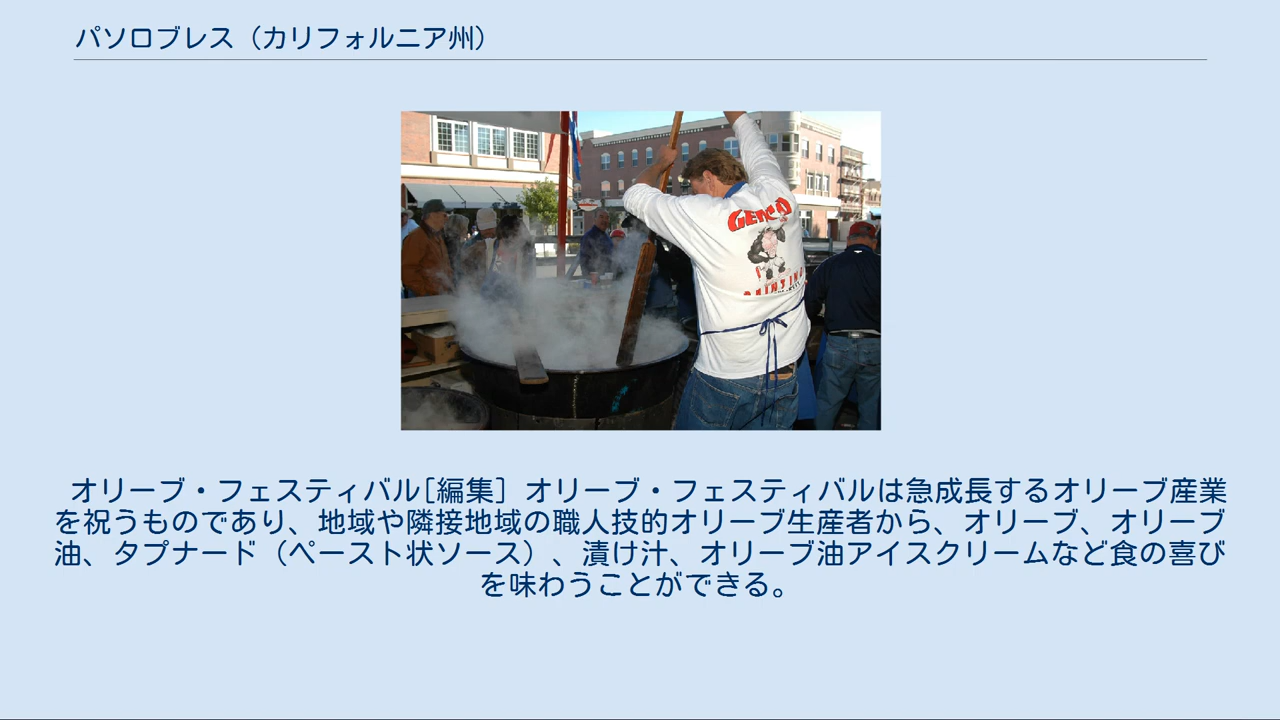 パソロブレス（カリフォルニア州）
オリーブ・フェスティバル[編集] オリーブ・フェスティバルは急成長するオリーブ産業
を祝うものであり、地域や隣接地域の職人技的オリーブ生産者から、オリーブ、オリーブ
油、タプナード（ペースト状ソース）、漬け汁、オリーブ油アイスクリームなど食の喜び
を味わうことができる。